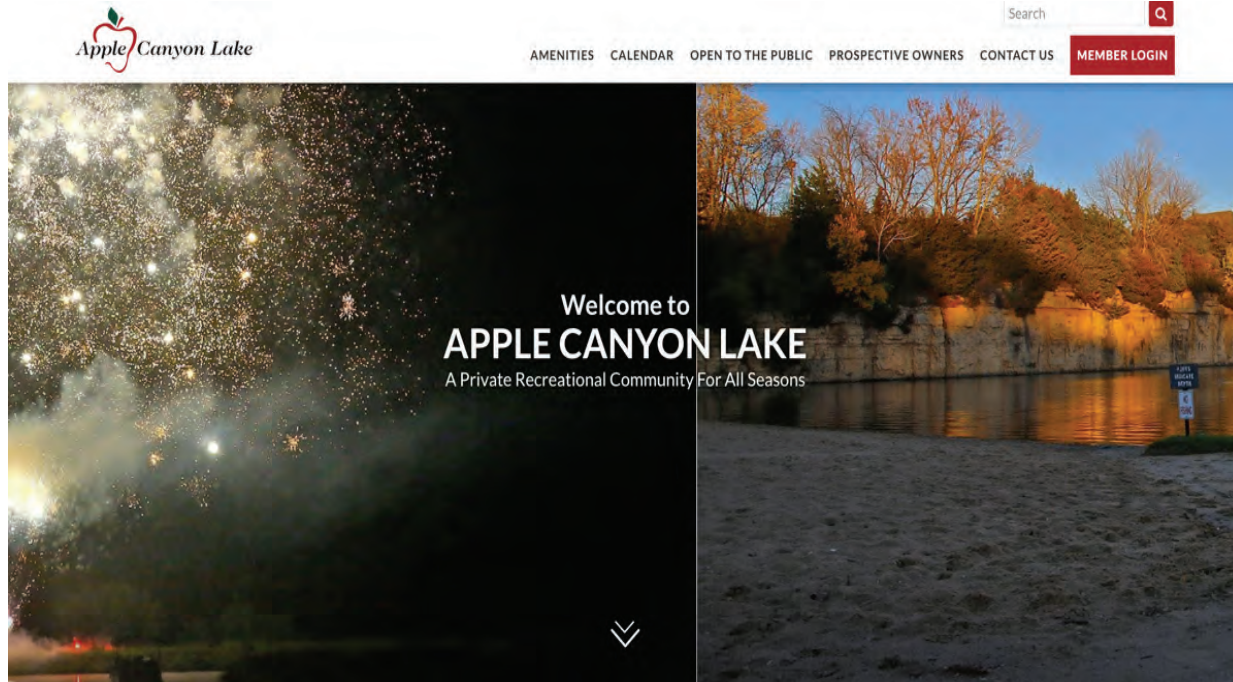 Search
Apple Canyon Lake
AMENITIES CALENDAR OPEN TO THE PUBLIC PROSPECTIVE OWNERS CONTACT US MEMBER LOGIN
Welcome to
APPLE CANYON LAKE
A Private Recreational Community For All Seasons
NO